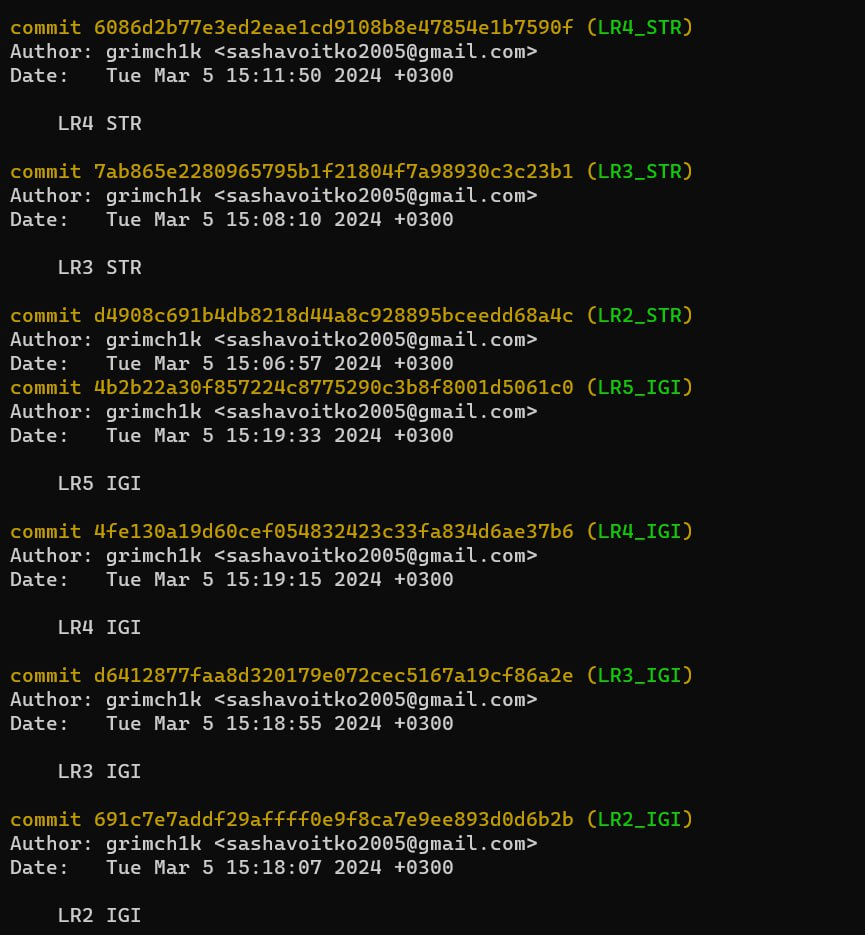 commit 6086d2b77e3ed2eae1cd9108b8e47854e1b7590f (LR4_STR)
Author: grimch1k <sashavoitko2005@gmail.com>
Date:   Tue Mar 5 15:11:50 2024 +0300
LR4 STR
commit 7ab865e2280965795b1f21804f7a98930c3c23b1 (LR3_STR)
Author: grimch1k <sashavoitko2005@gmail.com>
Date:   Tue Mar 5 15:08:10 2024 +0300
LR3 STR
commit d4908c691b4db8218d44a8c928895bceedd68a4c (LR2_STR)
Author: grimch1k <sashavoitko2005@gmail.com>
Date:   Tue Mar 5 15:06:57 2024 +0300
commit 4b2b22a30f857224c8775290c3b8f8001d5061c0 (LR5_IGI)
Author: grimch1k <sashavoitko2005@gmail.com>
Date:   Tue Mar 5 15:19:33 2024 +0300
LR5 IGI
commit 4fe130a19d60cef054832423c33fa834d6ae37b6 (LR4_IGI)
Author: grimch1k <sashavoitko2005@gmail.com>
Date:   Tue Mar 5 15:19:15 2024 +0300
LR4 IGI
commit d6412877faa8d320179e072cec5167a19cf86a2e (LR3_IGI)
Author: grimch1k <sashavoitko2005@gmail.com>
Date:   Tue Mar 5 15:18:55 2024 +0300
LR3 IGI
commit 691c7e7addf29affff0e9f8ca7e9ee893d0d6b2b (LR2_IGI)
Author: grimch1k <sashavoitko2005@gmail.com>
Date:   Tue Mar 5 15:18:07 2024 +0300
LR2 IGI